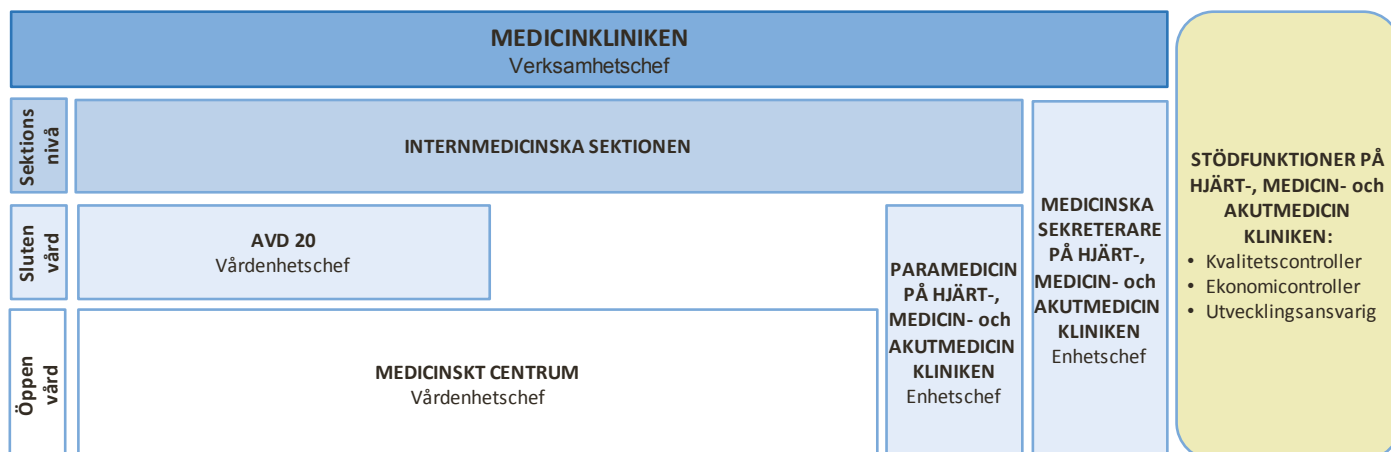 MEDICINKLINIKEN
Verksamhetschef
Sektions
nivå
INTERNMEDICINSKA SEKTIONEN
Sluten
vård
AVD 20
Vårdenhetschef
Öppen
vård
MEDICINSKT CENTRUM
Vårdenhetschef
PARAMEDICIN
PÅ HJÄRT-,
MEDICIN- och
AKUTMEDICIN
KLINIKEN
Enhetschef
MEDICINSKA
SEKRETERARE
PÅ HJÄRT-,
MEDICIN- och
AKUTMEDICIN
KLINIKEN
Enhetschef
STÖDFUNKTIONER PÅ
HJÄRT-, MEDICIN- och
AKUTMEDICIN
KLINIKEN:
• Kvalitetscontroller
• Ekonomicontroller
• Utvecklingsansvarig